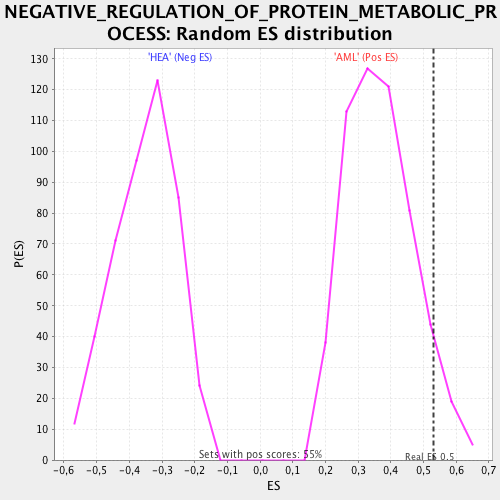 NEGATIVE_REGULATION_OF_PROTEIN_METABOLIC_PR
OCESS: Random ES distribution
'HEA' (Neg ES) 'AML' (Pos ES)
130
120
110
100
90
80
70
60
50
40
30
20
10
0
P(ES)
Sets with pos scores: 55%
Real ES 0.5
-0,6 -0,5 -0,4 -0,3 -0,2 -0,1 0,0 0,1 0,2 0,3 0,4 0,5 0,6 0,7
ES